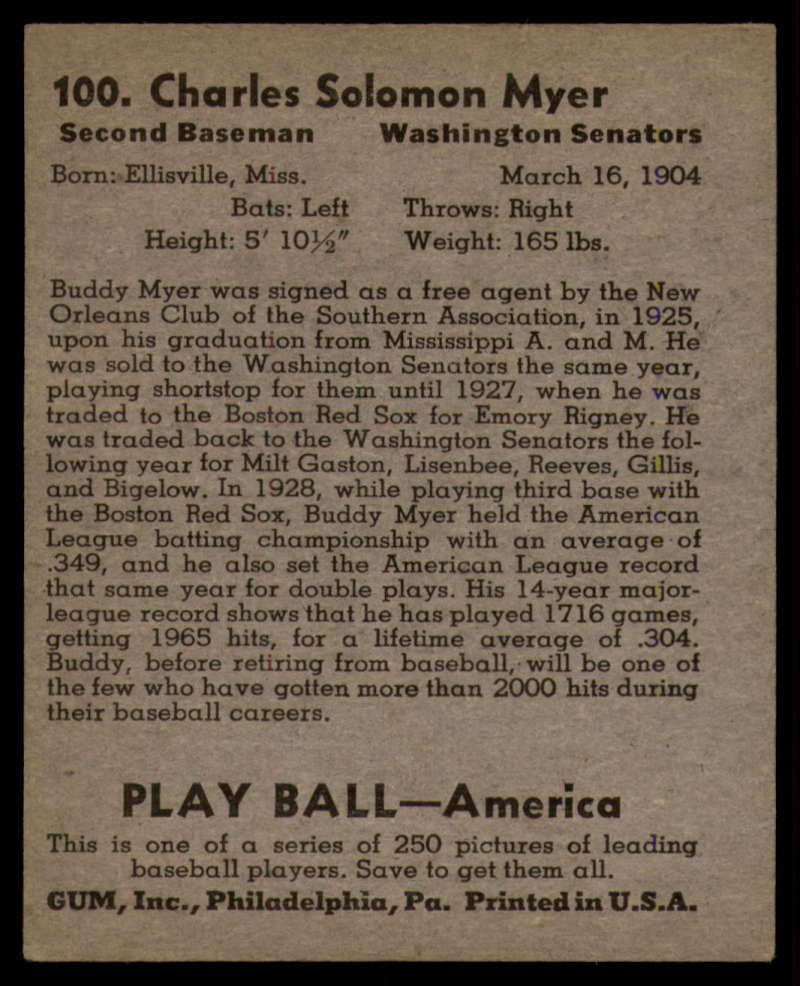 100. Charles Solomon Myer
Second Baseman Washington Senators
Born: Ellisville, Miss. March 16, 1904
Bats: Left Throws: Right
Height: 5' 10½" Weight: 165 lbs.
Buddy Myer was signed as a free agent by the New
Orleans Club of the Southern Association, in 1925,
upon his graduation from Mississippi A. and M. He
was sold to the Washington Senators the same year,
playing shortstop for them until 1927, when he was
traded to the Boston Red Sox for Emory Rigney. He
was traded back to the Washington Senators the fol-
lowing year for Milt Gaston, Lisenbee, Reeves, Gillis,
and Bigelow. In 1928, while playing third base with
the Boston Red Sox, Buddy Myer held the American
League batting championship with an average of
.349, and he also set the American League record
that same year for double plays. His 14-year major-
league record shows that he has played 1716 games,
getting 1965 hits, for a lifetime average of .304.
Buddy, before retiring from baseball, will be one of
the few who have gotten more than 2000 hits during
their baseball careers.
PLAY BALL—America
This is one of a series of 250 pictures of leading
baseball players. Save to get them all.
GUM, Inc., Philadelphia, Pa. Printed in U.S.A.